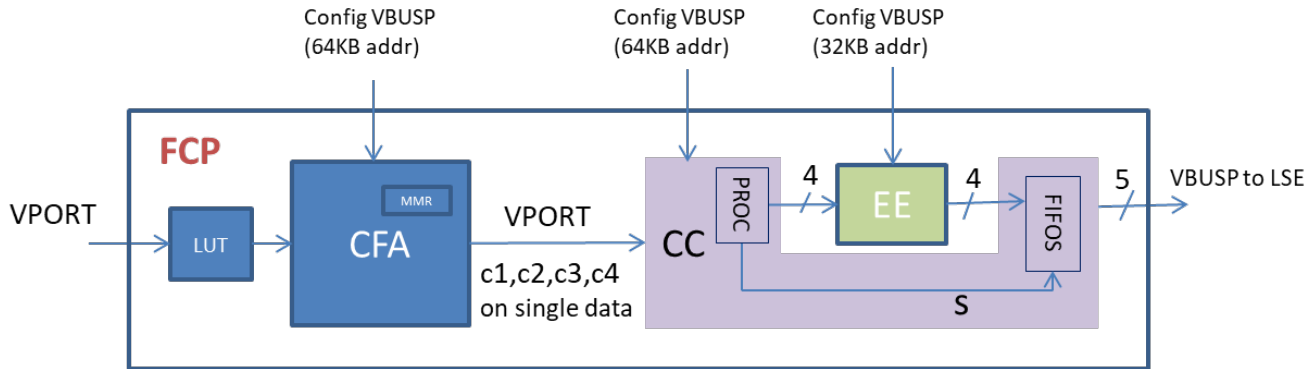 Config VBUSP
(64KB addr)
Config VBUSP
(64KB addr)
Config VBUSP
(32KB addr)
FCP
VPORT
LUT
MMR
CFA
VPORT
c1,c2,c3,c4
on single data
CC
PROC
4
EE
4
FIFOS
5
S
VBUSP to LSE